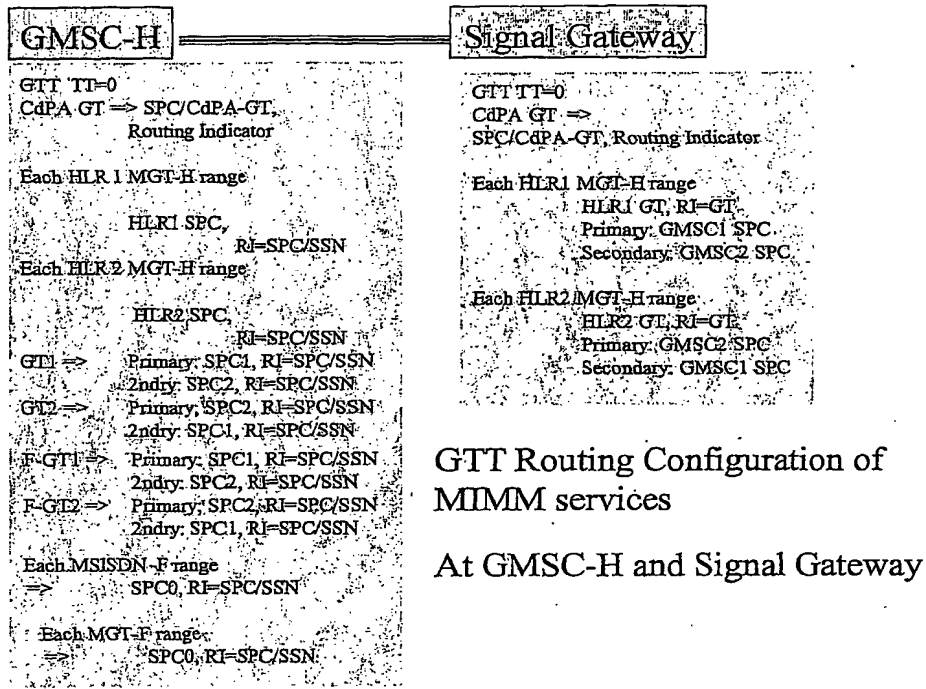 GMSC-H
GTT TT=0
CdPA GT => SPC/CdPA-GT,
Routing Indicator
Each HLR 1 MGT-H range
HLR1 SPC,
RI=SPC/SSN
Each HLR 2 MGT-H range
HLR2 SPC,
RI=SPC/SSN
GT1 => Primary: SPC1, RI=SPC/SSN
2ndry: SPC2, RI=SPC/SSN
GT2 => Primary: SPC2, RI=SPC/SSN
2ndry: SPC1, RI=SPC/SSN
F-GT1 => Primary: SPC1, RI=SPC/SSN
2ndry: SPC2, RI=SPC/SSN
F-GT2 => Primary: SPC2, RI=SPC/SSN
2ndry: SPC1, RI=SPC/SSN
Each MSISDN-F range
=> SPC0, RI=SPC/SSN
Each MGT-F range
=> SPC0, RI=SPC/SSN
Signal Gateway
GTT TT=0
CdPA GT =>
SPC/CdPA-GT, Routing Indicator
Each HLR1 MGT-H range
HLR1 GT, RI=GT
Primary: GMSC1 SPC
Secondary: GMSC2 SPC
Each HLR2 MGT-H range
HLR2 GT, RI=GT
Primary: GMSC2 SPC
Secondary: GMSC1 SPC
GTT Routing Configuration of
MIMM services
At GMSC-H and Signal Gateway